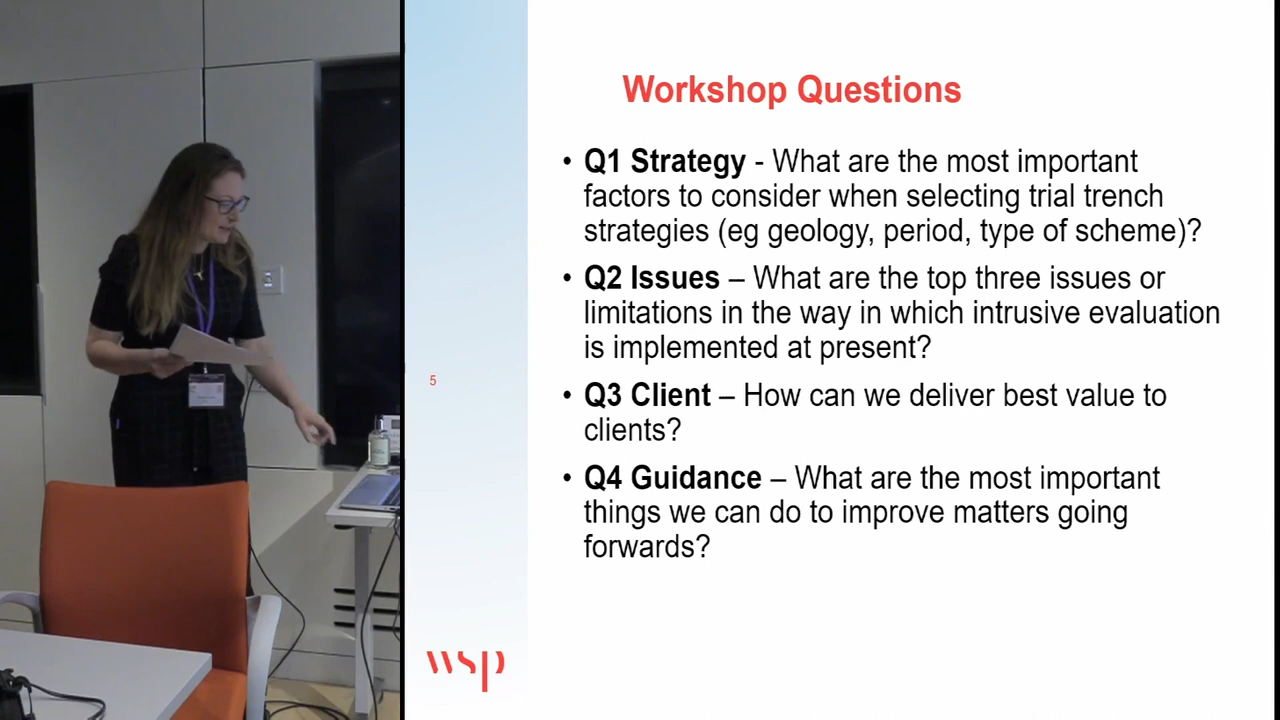 Workshop Questions
• Q1 Strategy - What are the most important
factors to consider when selecting trial trench
strategies (eg geology, period, type of scheme)?
• Q2 Issues – What are the top three issues or
limitations in the way in which intrusive evaluation
is implemented at present?
• Q3 Client – How can we deliver best value to
clients?
• Q4 Guidance – What are the most important
things we can do to improve matters going
forwards?
5
wsp